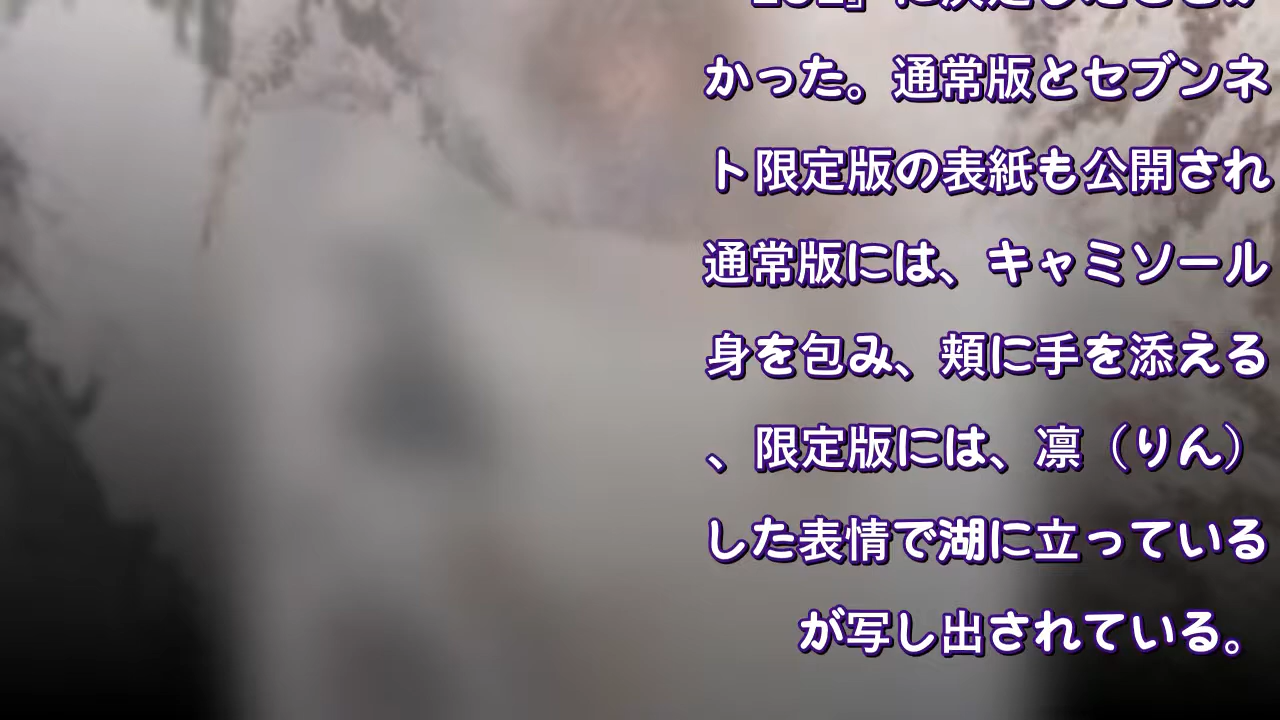 かった。通常版とセブンネ
ト限定版の表紙も公開され
通常版には、キャミソール
身を包み、頬に手を添える
、限定版には、凛（りん）
した表情で湖に立っている
が写し出されている。